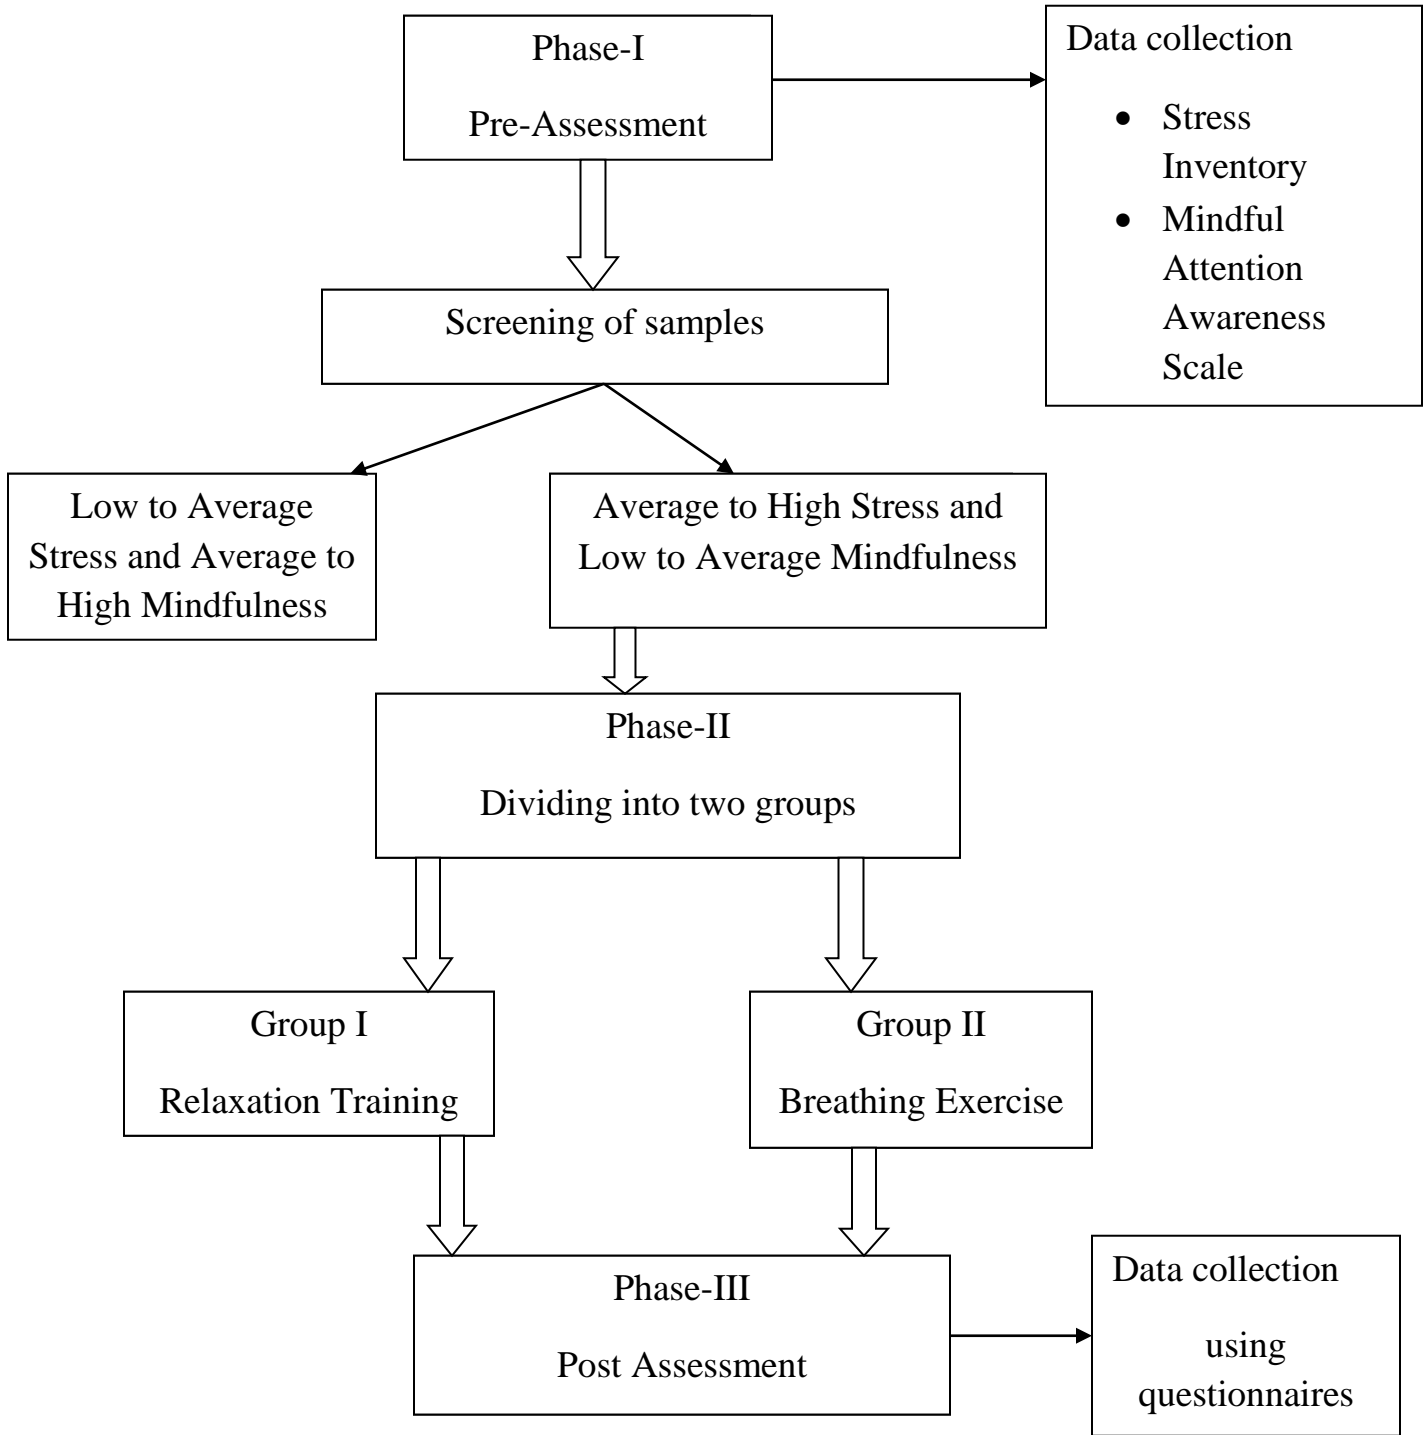 Phase-I
Pre-Assessment
Data collection
• Stress
Inventory
• Mindful
Attention
Awareness
Scale
Screening of samples
Low to Average
Stress and Average to
High Mindfulness
Average to High Stress and
Low to Average Mindfulness
Phase-II
Dividing into two groups
Group I
Relaxation Training
Group II
Breathing Exercise
Phase-III
Post Assessment
Data collection
using
questionnaires